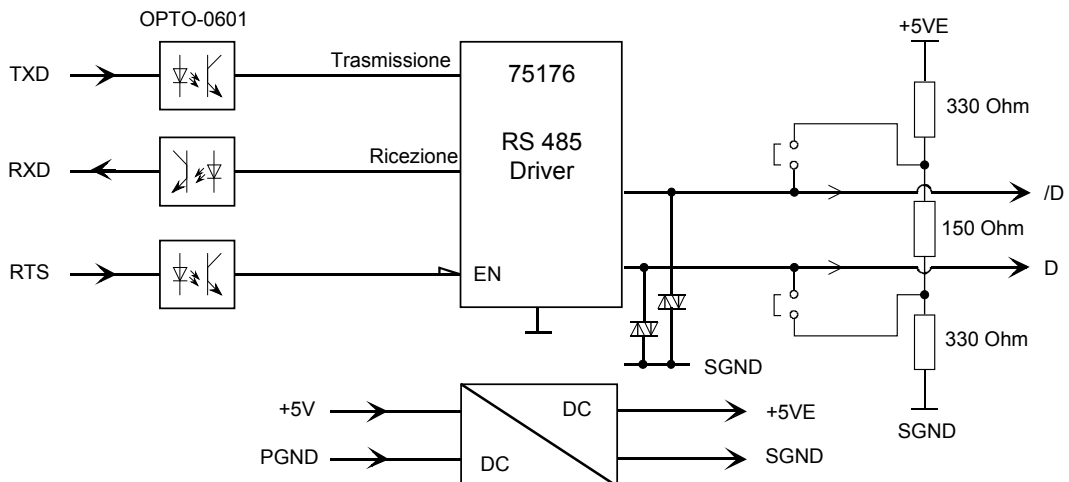 OPTO-0601
+5VE
TXD
Trasmissione
75176
330 Ohm
RXD
Ricezione
RS 485
Driver
/D
150 Ohm
RTS
EN
D
330 Ohm
SGND
+5V
DC
+5VE
SGND
PGND
DC
SGND